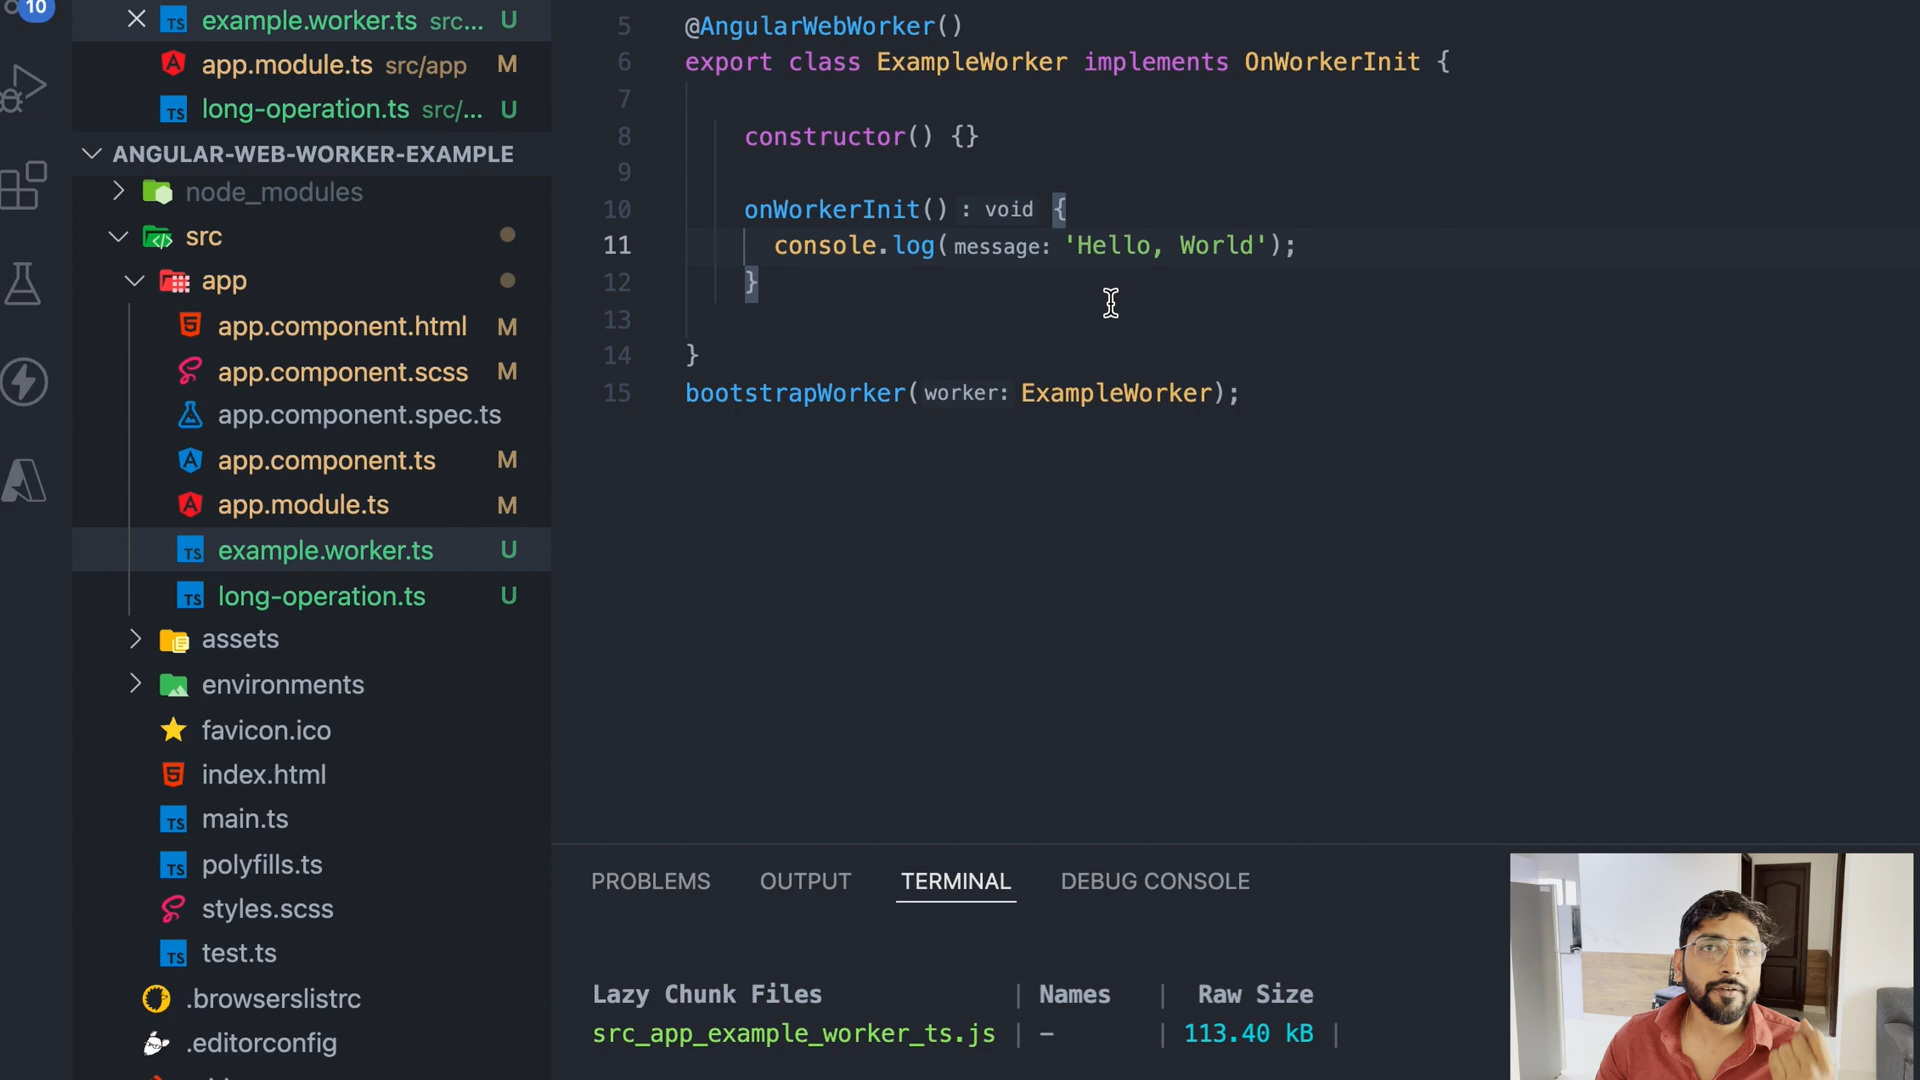 10
example.worker.ts src... U
app.module.ts src/app M
long-operation.ts src/... U
ANGULAR-WEB-WORKER-EXAMPLE
node_modules
src
app
app.component.html M
app.component.scss M
app.component.spec.ts
app.component.ts M
app.module.ts M
example.worker.ts U
long-operation.ts U
assets
environments
favicon.ico
index.html
main.ts
polyfills.ts
styles.scss
test.ts
.browserslistrc
.editorconfig
5 @AngularWebWorker()
6 export class ExampleWorker implements OnWorkerInit {
7
8 constructor() {}
9
10 onWorkerInit() : void {
11 console.log(message: 'Hello, World');
12 }
13
14 }
15 bootstrapWorker(worker: ExampleWorker);
PROBLEMS OUTPUT TERMINAL DEBUG CONSOLE
Lazy Chunk Files | Names | Raw Size
src_app_example_worker_ts.js | – | 113.40 kB |